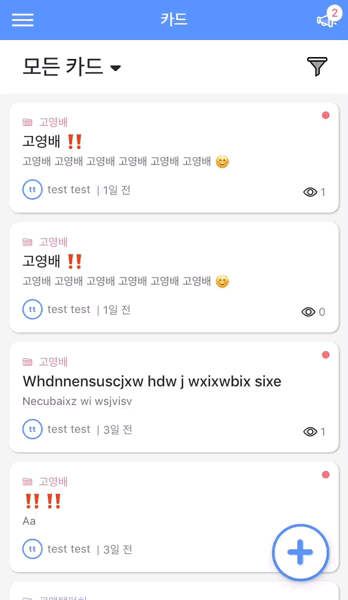 카드
2
모든 카드
고영배
고영배 ‼️
고영배 고영배 고영배 고영배 고영배 고영배 😊
tt test test | 1일 전
1
고영배
고영배 ‼️
고영배 고영배 고영배 고영배 고영배 고영배 😊
tt test test | 1일 전
0
고영배
Whdnnensuscjxw hdw j wxixwbix sixe
Necubaixz wi wsjvisv
tt test test | 3일 전
1
고영배
‼️ ‼️
Aa
tt test test | 3일 전